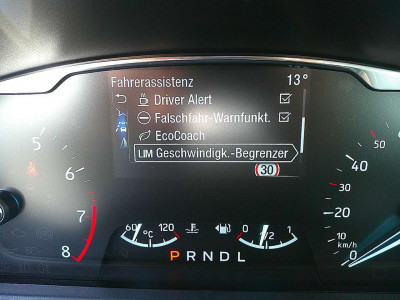 Fahrerassistenz 13°
Driver Alert
Falschfahr-Warnfunkt.
EcoCoach
LIM Geschwindigk.-Begrenzer
30
5
6
7
8
60 °C 120
0 1/2 1
P R N D L
50
40
30
20
10
0
km/h